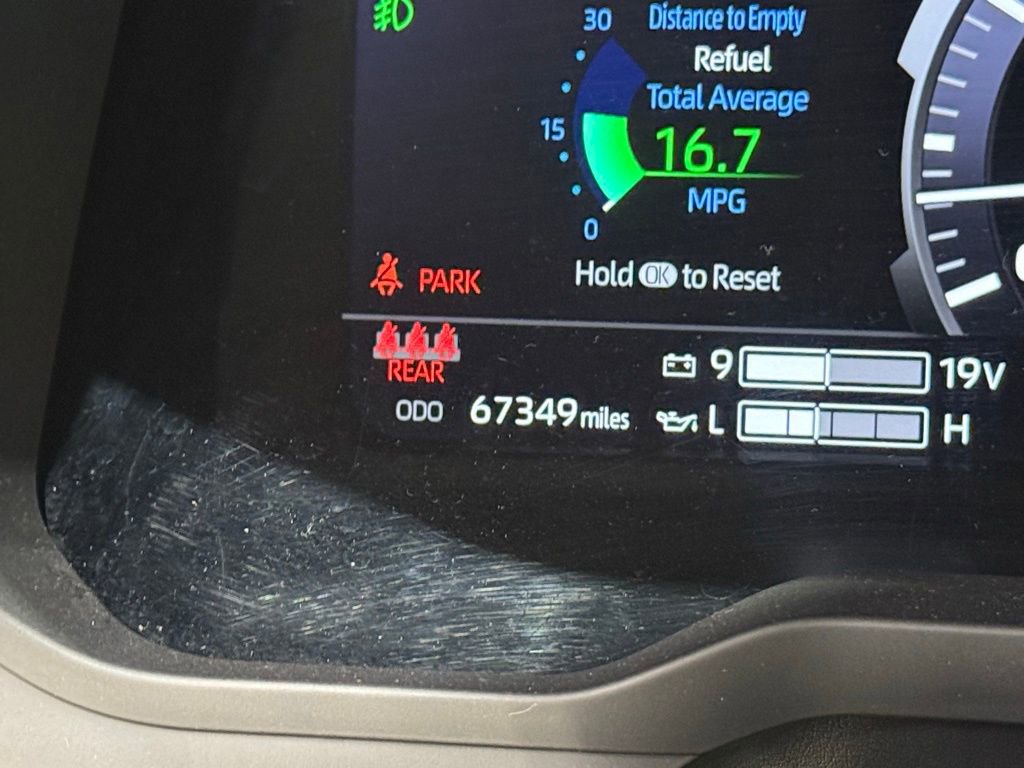 30
Distance to Empty
Refuel
Total Average
15
16.7
MPG
0
PARK
Hold OK to Reset
REAR
9 19V
ODO 67349 miles
L H